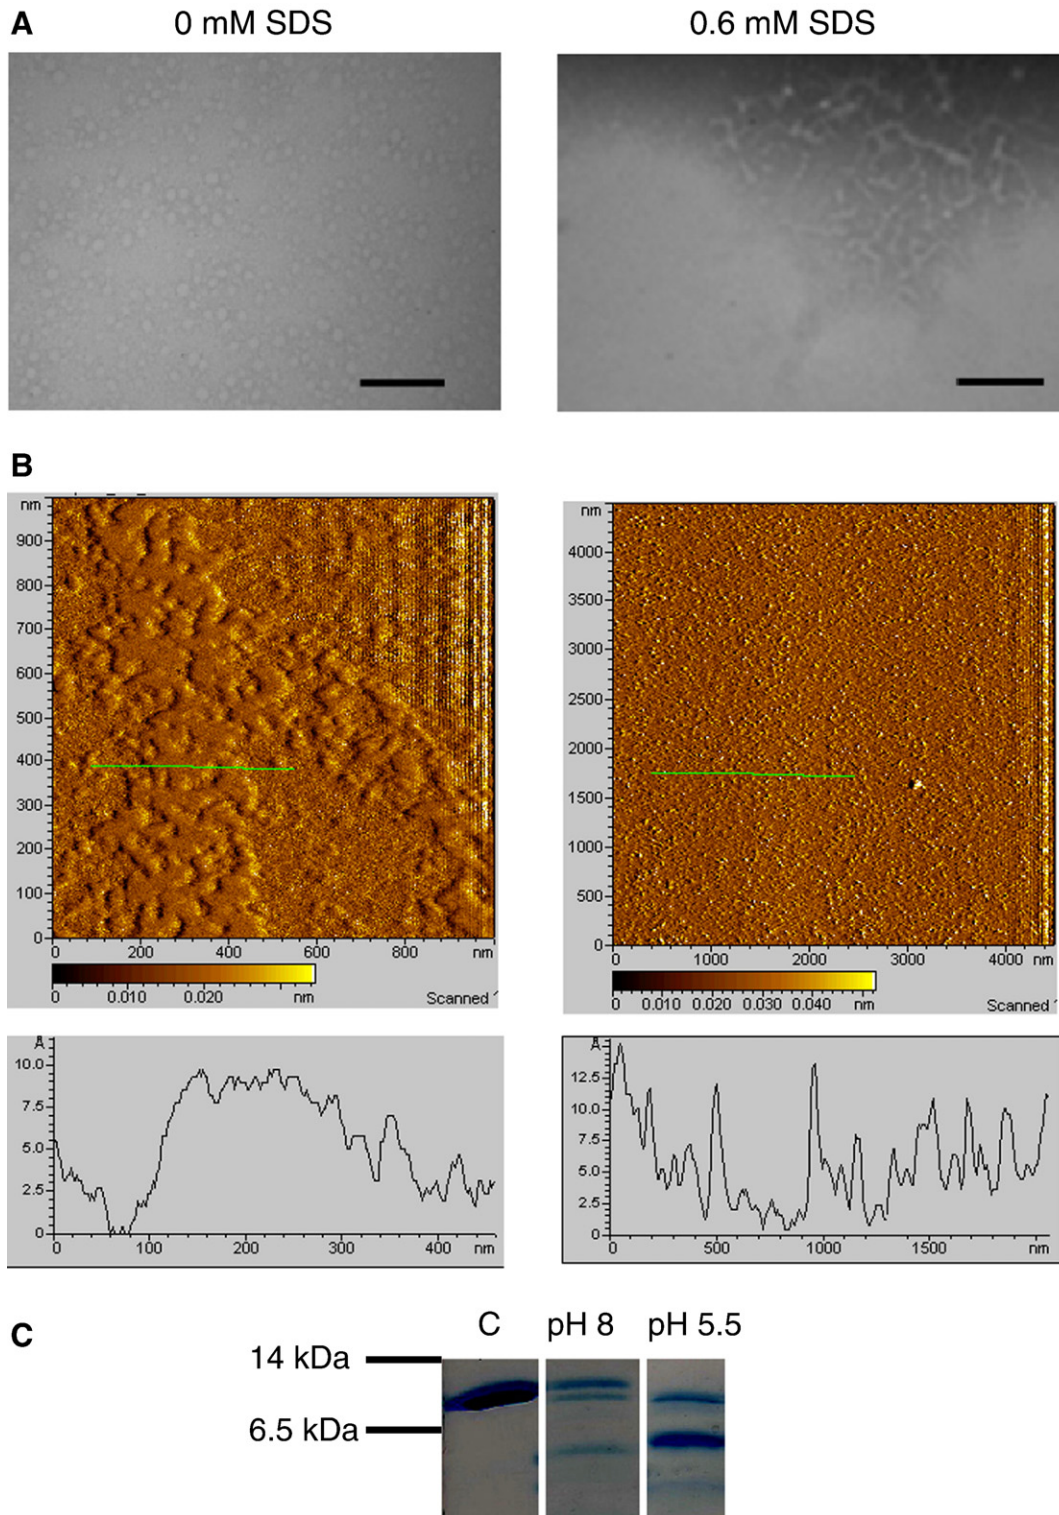 A 0 mM SDS 0.6 mM SDS
B
nm nm
900 4000
800 3500
700 3000
600 2500
500 2000
400 1500
300 1000
200 500
100 0
0
0 200 400 600 800 nm 0 1000 2000 3000 4000 nm
0 0.010 0.020 nm Scanned 0 0.010 0.020 0.030 0.040 nm Scanned
Å Å
10.0 12.5
7.5 10.0
5.0 7.5
2.5 5.0
0 2.5
0
0 100 200 300 400 nm 0 500 1000 1500 nm
C C pH 8 pH 5.5
14 kDa
6.5 kDa